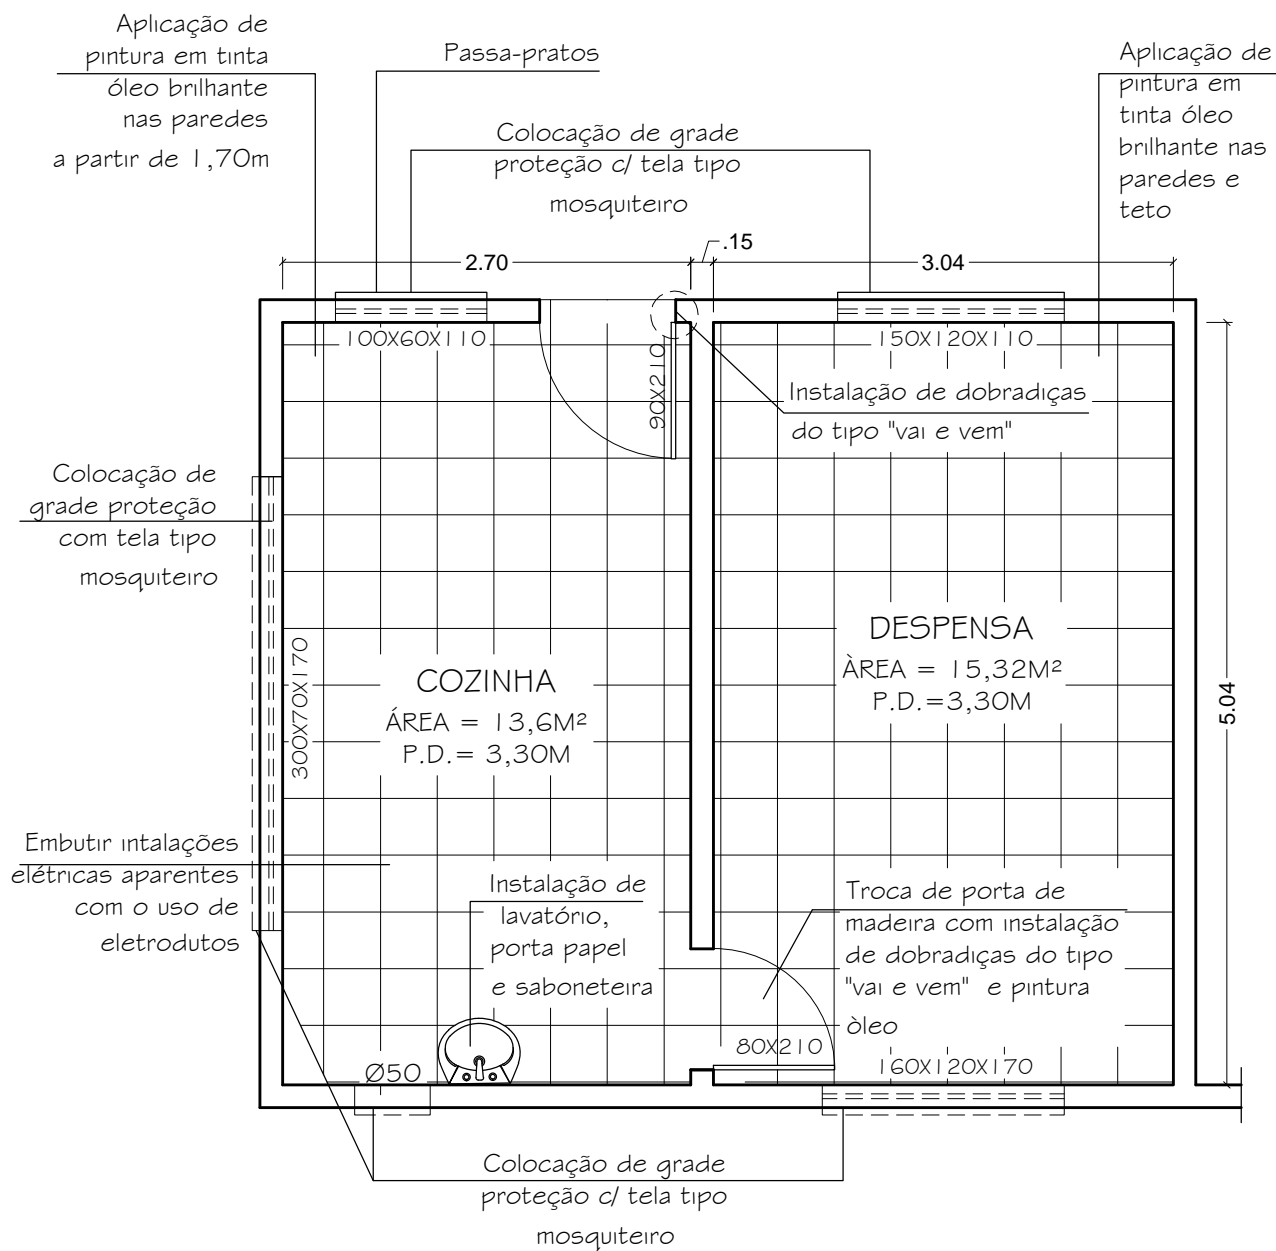 Aplicação de
pintura em tinta
óleo brilhante
nas paredes
a partir de 1,70m
Passa-pratos
Colocação de grade
proteção c/ tela tipo
mosquiteiro
Aplicação de
pintura em
tinta óleo
brilhante nas
paredes e
teto
2.70
.15
3.04
100X60X110
90X210
150X120X110
Instalação de dobradiças
do tipo "vai e vem"
Colocação de
grade proteção
com tela tipo
mosquiteiro
300X70X170
COZINHA
ÁREA = 13,6M²
P.D.= 3,30M
DESPENSA
ÀREA = 15,32M²
P.D.=3,30M
5.04
Embutir intalações
elétricas aparentes
com o uso de
eletrodutos
Instalação de
lavatório,
porta papel
e saboneteira
Troca de porta de
madeira com instalação
de dobradiças do tipo
"vai e vem" e pintura
òleo
Ø50
80X210
160X120X170
Colocação de grade
proteção c/ tela tipo
mosquiteiro